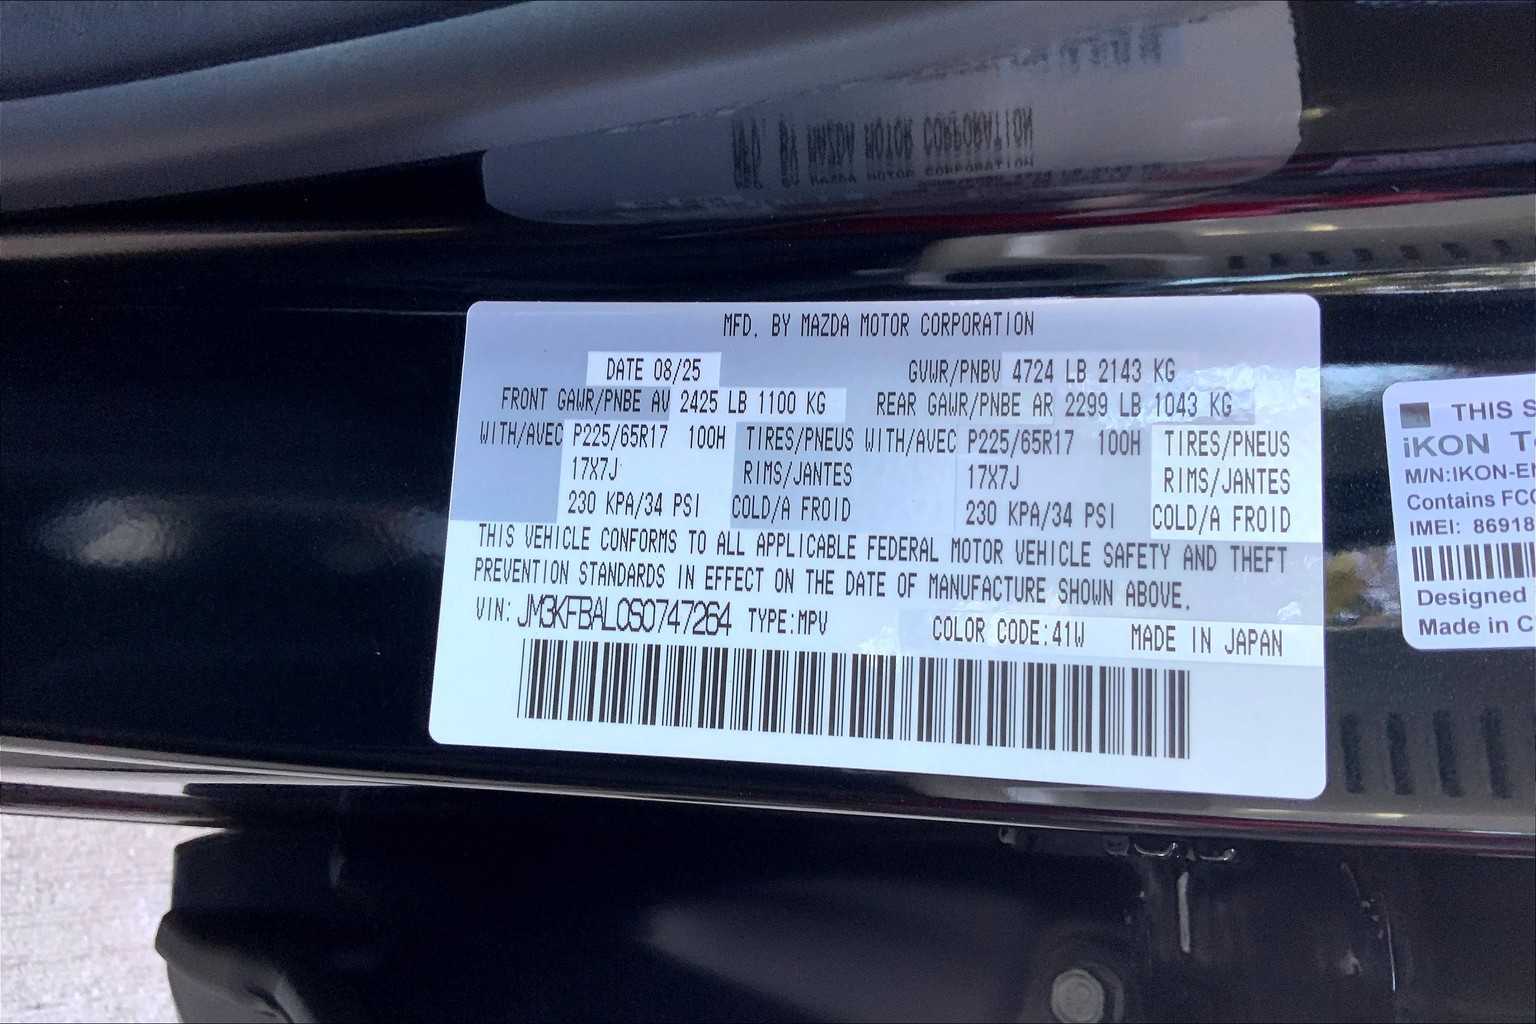 MFD. BY MAZDA MOTOR CORPORATION
MFD. BY MAZDA MOTOR CORPORATION
DATE 08/25 GVWR/PNBV 4724 LB 2143 KG
FRONT GAWR/PNBE AV 2425 LB 1100 KG REAR GAWR/PNBE AR 2299 LB 1043 KG
WITH/AVEC P225/65R17 100H TIRES/PNEUS WITH/AVEC P225/65R17 100H TIRES/PNEUS
17X7J RIMS/JANTES 17X7J RIMS/JANTES
230 KPA/34 PSI COLD/A FROID 230 KPA/34 PSI COLD/A FROID
THIS VEHICLE CONFORMS TO ALL APPLICABLE FEDERAL MOTOR VEHICLE SAFETY AND THEFT
PREVENTION STANDARDS IN EFFECT ON THE DATE OF MANUFACTURE SHOWN ABOVE.
VIN: JM3KFBAL0S0747264 TYPE:MPV COLOR CODE:41W MADE IN JAPAN
THIS
iKON
M/N:IKON-E
Contains FCC
IMEI: 86918
Designed
Made in C